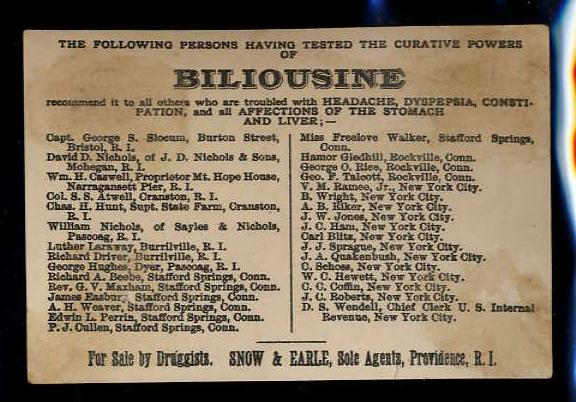 THE FOLLOWING PERSONS HAVING TESTED THE CURATIVE POWERS
OF
BILIOUSINE
recommend it to all others who are troubled with HEADACHE, DYSPEPSIA, CONSTI-
PATION, and all AFFECTIONS OF THE STOMACH
AND LIVER;—
Capt. George S. Slocum, Burton Street,
Bristol, R. I.
David D. Nichols, of J. D. Nichols & Sons,
Mohegan, R. I.
Wm. H. Caswell, Proprietor Mt. Hope House,
Narragansett Pier, R. I.
Col. S. S. Atwell, Cranston, R. I.
Chas. H. Hunt, Supt. State Farm, Cranston,
R. I.
William Nichols, of Sayles & Nichols,
Pascoag, R. I.
Luther Laraway, Burrilville, R. I.
Richard Driver, Burrilville, R. I.
George Hughes, Dyer, Pascoag, R. I.
Richard A. Beebe, Stafford Springs, Conn.
Rev. G. V. Maxham, Stafford Springs, Conn.
James Stafford Springs, Conn.
A. H. Weaver, Stafford Springs, Conn.
Edwin L. Perrin, Stafford Springs, Conn.
P. J. Cullen, Stafford Springs, Conn.
Miss Freelove Walker, Stafford Springs,
Conn.
Hamor Giedhill, Rockville, Conn.
George O. Rice, Rockville, Conn.
Geo. F. Talcott, Rockville, Conn.
V. M. Ramee, Jr., New York City.
B. Wright, New York City.
A. B. Riker, New York City.
J. W. Jones, New York City.
J. C. Ham, New York City.
Carl Blitz, New York City.
J. J. Sprague, New York City.
J. A. Quakenbush, New York City.
C. Schoss, New York City.
W. C. Hewett, New York City.
C. C. Coffin, New York City.
J. C. Roberts, New York City.
D. S. Wendell, Chief Clerk U. S. Internal
Revenue, New York City.
For Sale by Druggists. SNOW & EARLE, Sole Agents, Providence, R. I.